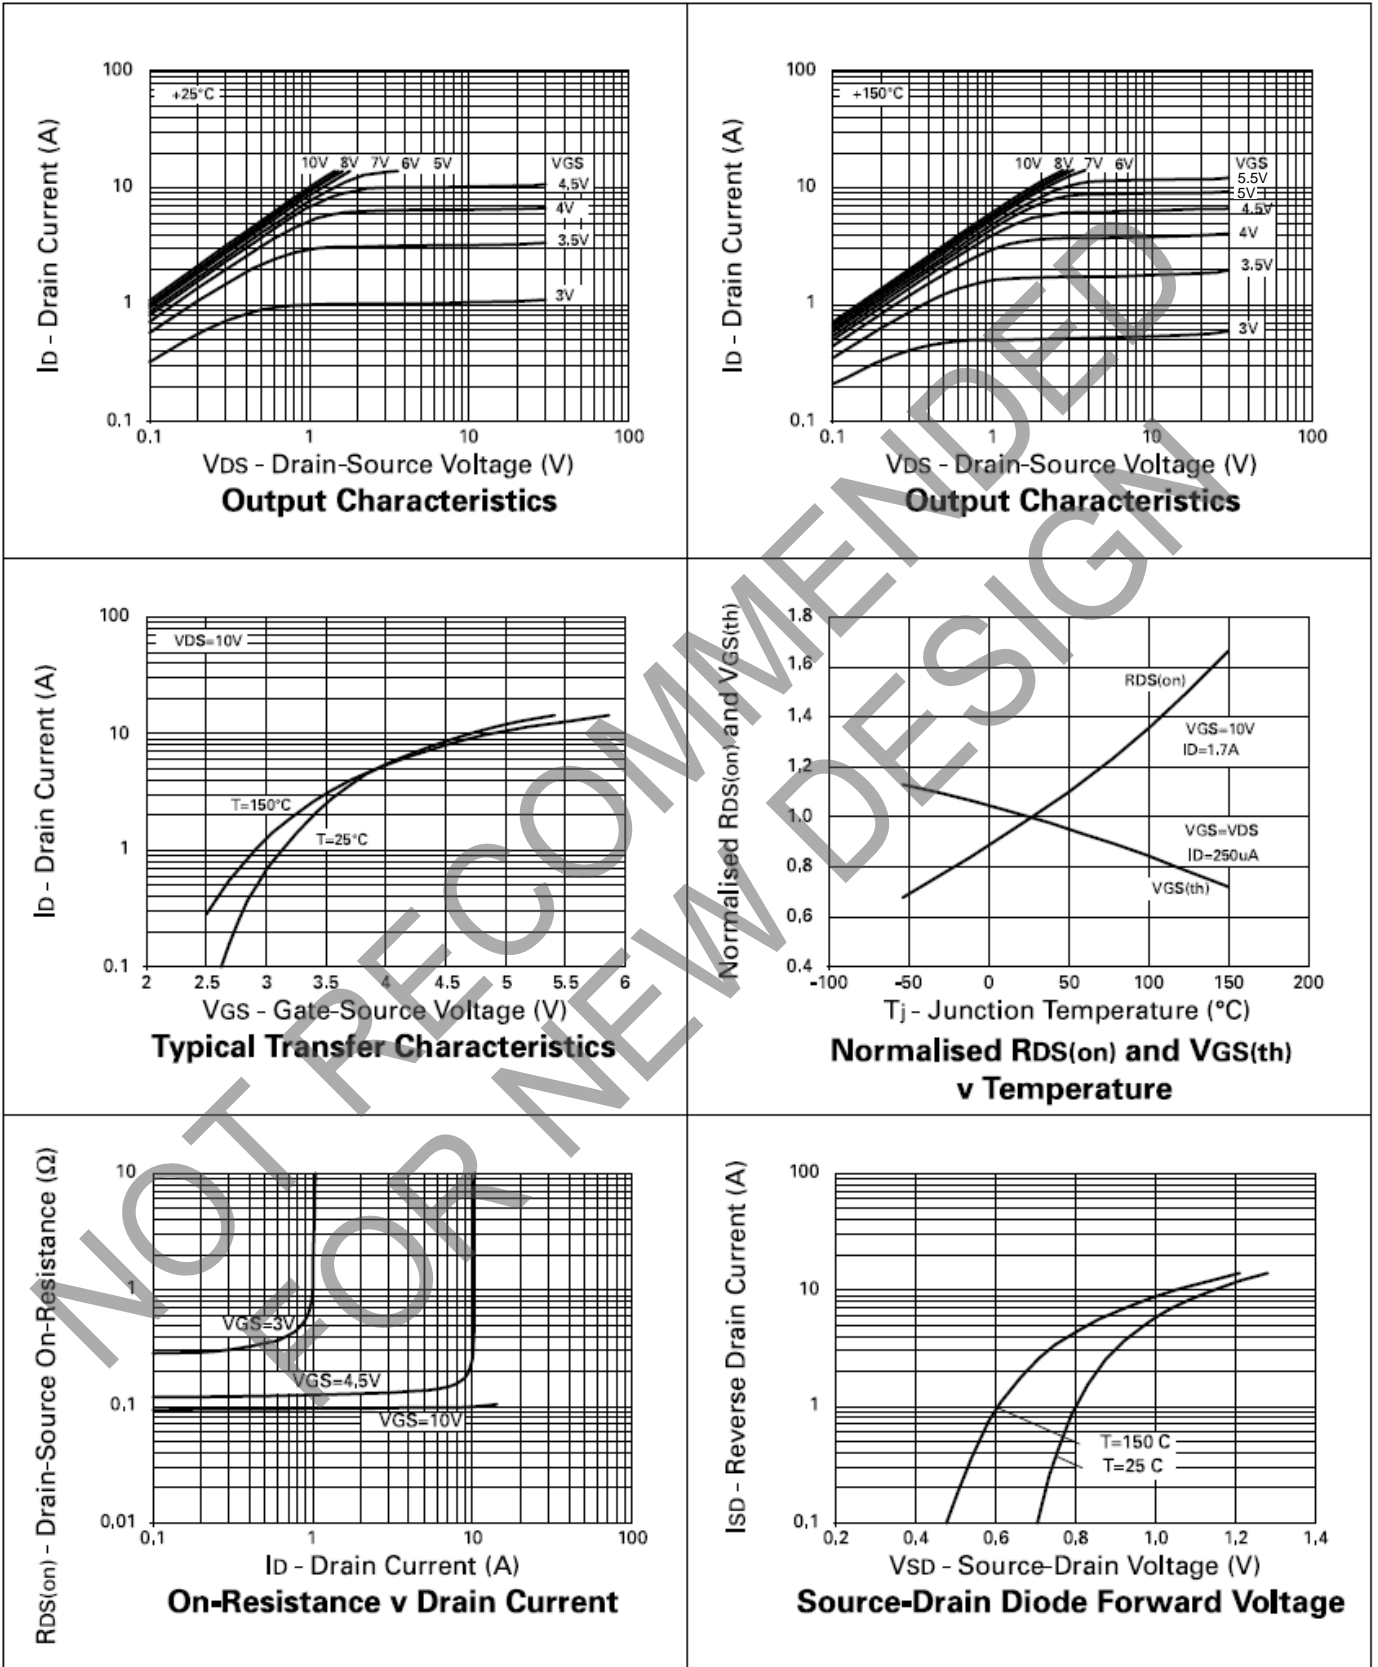 100
10
1
0.1
ID - Drain Current (A)
+25°C
10V 8V 7V 6V 5V VGS
4.5V
4V
3.5V
3V
0.1 1 10 100
VDS - Drain-Source Voltage (V)
Output Characteristics
100
10
1
0.1
ID - Drain Current (A)
+150°C
10V 8V 7V 6V VGS
5.5V
5V
4.5V
4V
3.5V
3V
0.1 1 10 100
VDS - Drain-Source Voltage (V)
Output Characteristics
100
10
1
0.1
ID - Drain Current (A)
VDS=10V
T=150°C
T=25°C
2 2.5 3 3.5 4 4.5 5 5.5 6
VGS - Gate-Source Voltage (V)
Typical Transfer Characteristics
1.8
1.6
1.4
1.2
1.0
0.8
0.6
0.4
Normalised RDS(on) and VGS(th)
RDS(on)
VGS=10V
ID=1.7A
VGS=VDS
ID=250uA
VGS(th)
-100 -50 0 50 100 150 200
Tj - Junction Temperature (°C)
Normalised RDS(on) and VGS(th)
v Temperature
10
1
0.1
0.01
RDS(on) - Drain-Source On-Resistance (Ω)
VGS=3V
VGS=4.5V
VGS=10V
0.1 1 10 100
ID - Drain Current (A)
On-Resistance v Drain Current
100
10
1
0.1
ISD - Reverse Drain Current (A)
T=150 C
T=25 C
0.2 0.4 0.6 0.8 1.0 1.2 1.4
VSD - Source-Drain Voltage (V)
Source-Drain Diode Forward Voltage
NOT RECOMMENDED
FOR NEW DESIGN